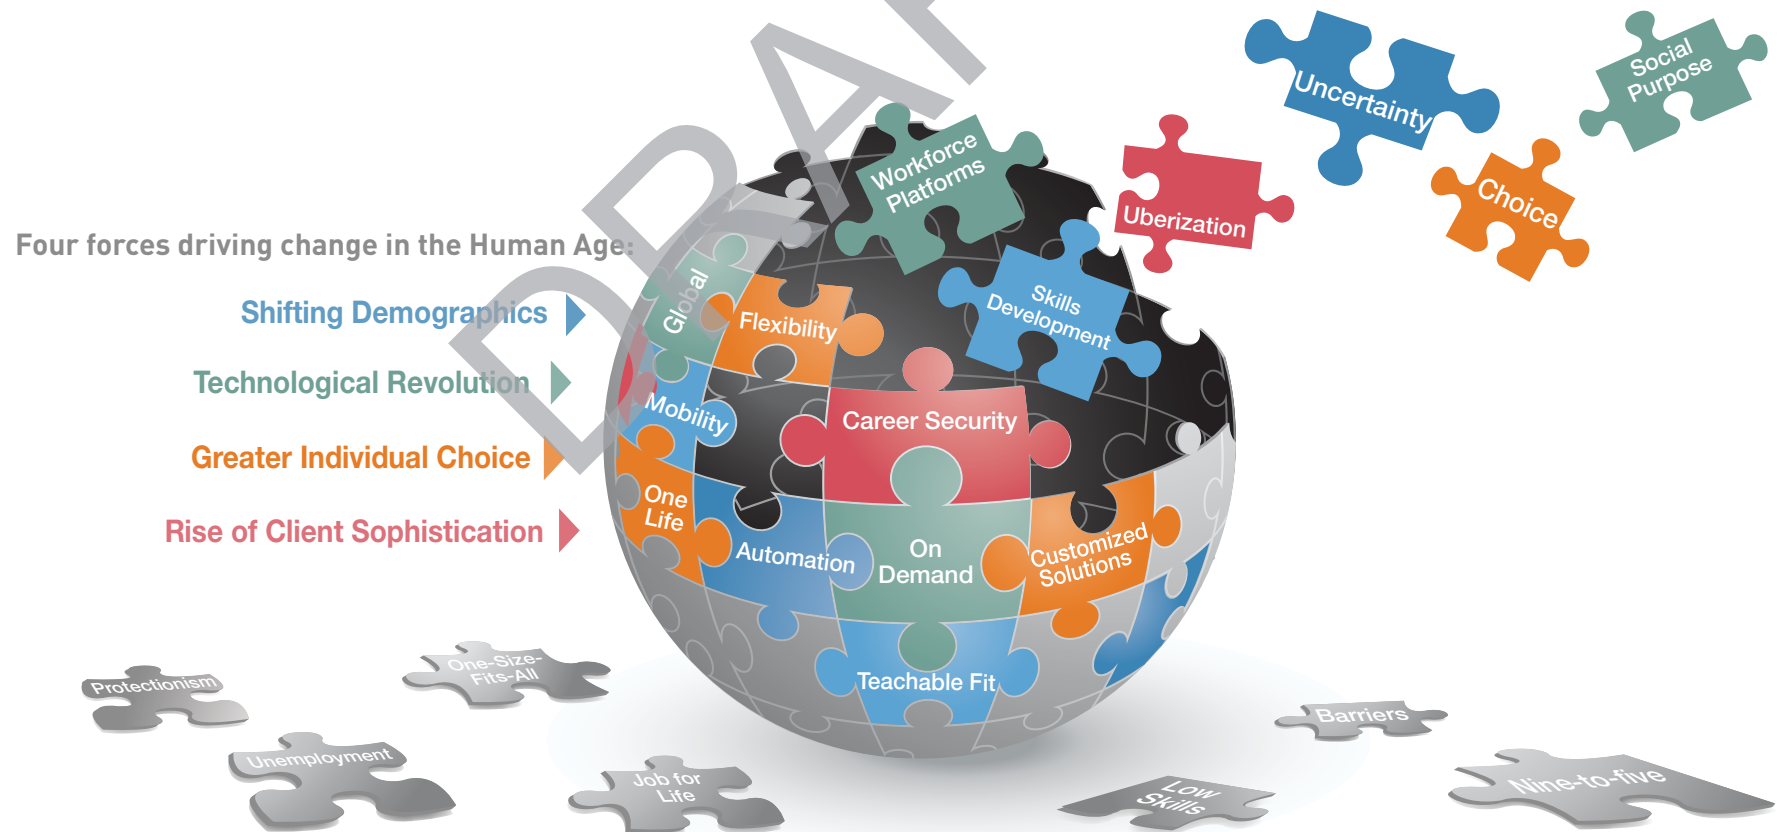 DRAF
Uncertainty
Social
Purpose
Workforce
Platforms
Uberization
Choice
Four forces driving change in the Human Age:
Shifting Demographics
Technological Revolution
Greater Individual Choice
Rise of Client Sophistication
Global
Flexibility
Skills
Development
Mobility
Career Security
One
Life
Automation
On
Demand
Customized
Solutions
Teachable Fit
Protectionism
One-Size-
Fits-All
Unemployment
Job for
Life
Barriers
Low
Skills
Nine-to-five